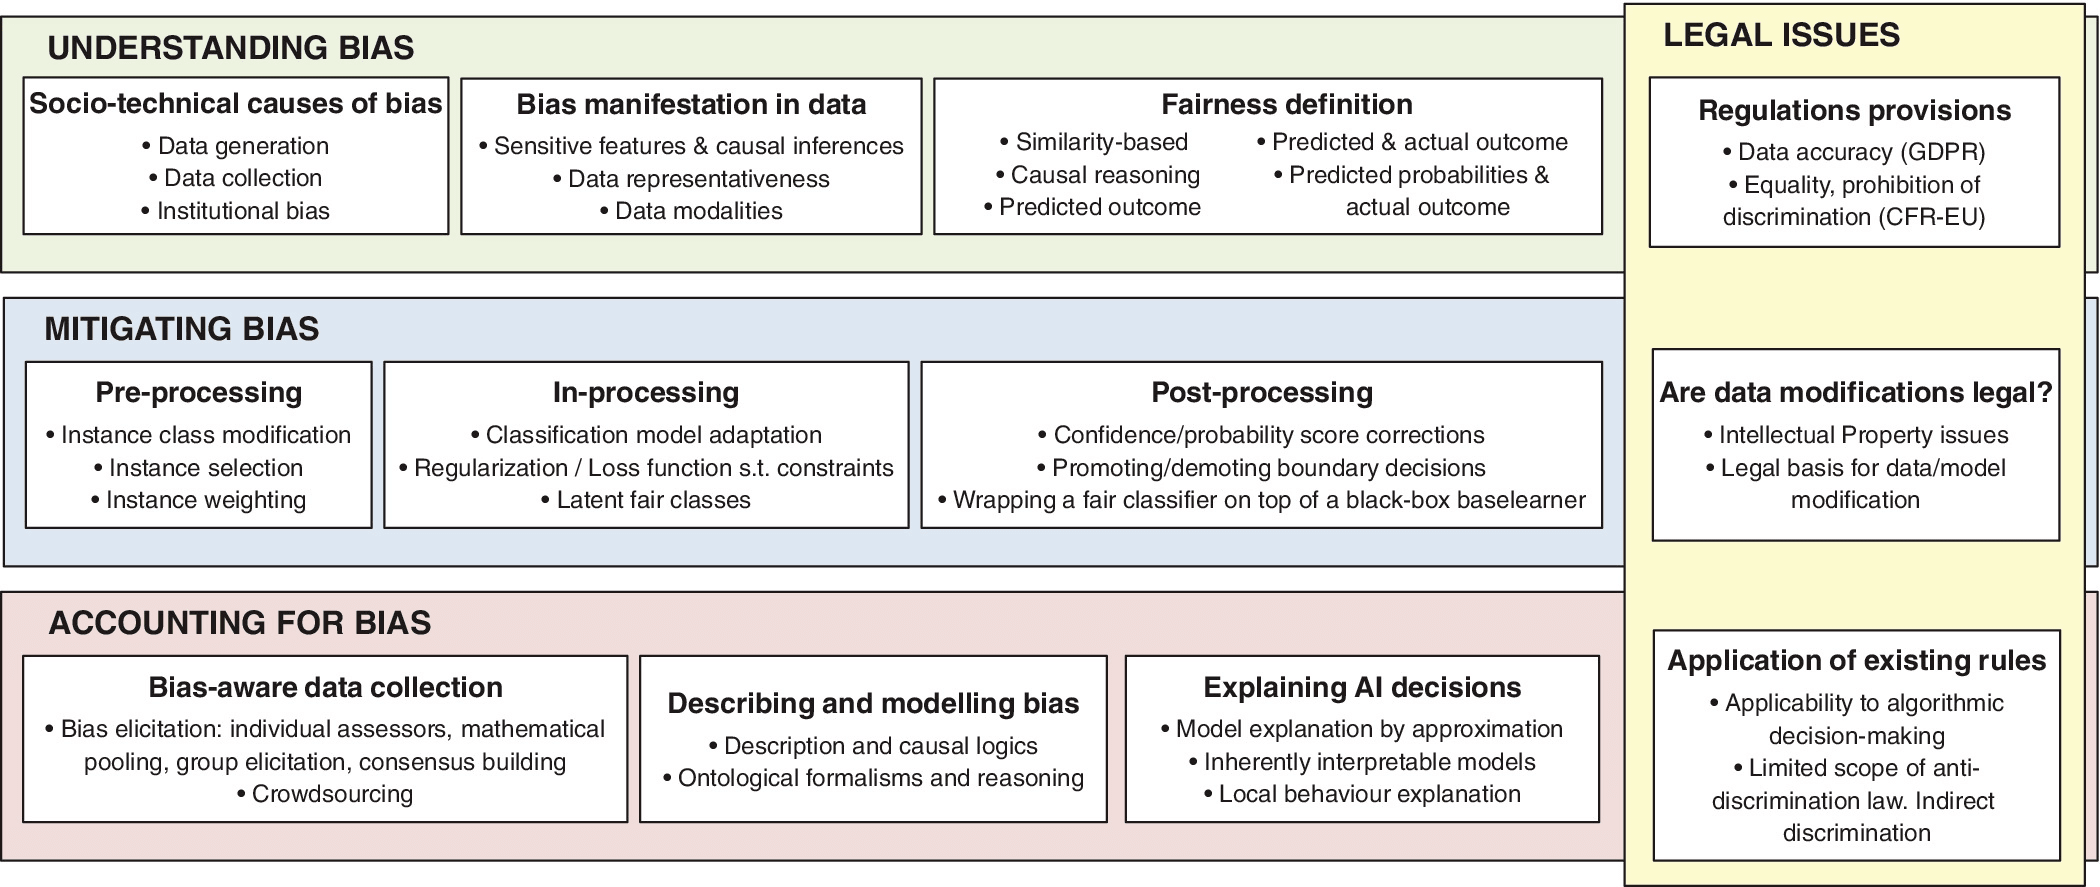 UNDERSTANDING BIAS
Socio-technical causes of bias
• Data generation
• Data collection
• Institutional bias
Bias manifestation in data
• Sensitive features & causal inferences
• Data representativeness
• Data modalities
Fairness definition
• Similarity-based
• Causal reasoning
• Predicted outcome
• Predicted & actual outcome
• Predicted probabilities &
actual outcome
MITIGATING BIAS
Pre-processing
• Instance class modification
• Instance selection
• Instance weighting
In-processing
• Classification model adaptation
• Regularization / Loss function s.t. constraints
• Latent fair classes
Post-processing
• Confidence/probability score corrections
• Promoting/demoting boundary decisions
• Wrapping a fair classifier on top of a black-box baselearner
ACCOUNTING FOR BIAS
Bias-aware data collection
• Bias elicitation: individual assessors, mathematical
pooling, group elicitation, consensus building
• Crowdsourcing
Describing and modelling bias
• Description and causal logics
• Ontological formalisms and reasoning
Explaining AI decisions
• Model explanation by approximation
• Inherently interpretable models
• Local behaviour explanation
LEGAL ISSUES
Regulations provisions
• Data accuracy (GDPR)
• Equality, prohibition of
discrimination (CFR-EU)
Are data modifications legal?
• Intellectual Property issues
• Legal basis for data/model
modification
Application of existing rules
• Applicability to algorithmic
decision-making
• Limited scope of anti-
discrimination law. Indirect
discrimination